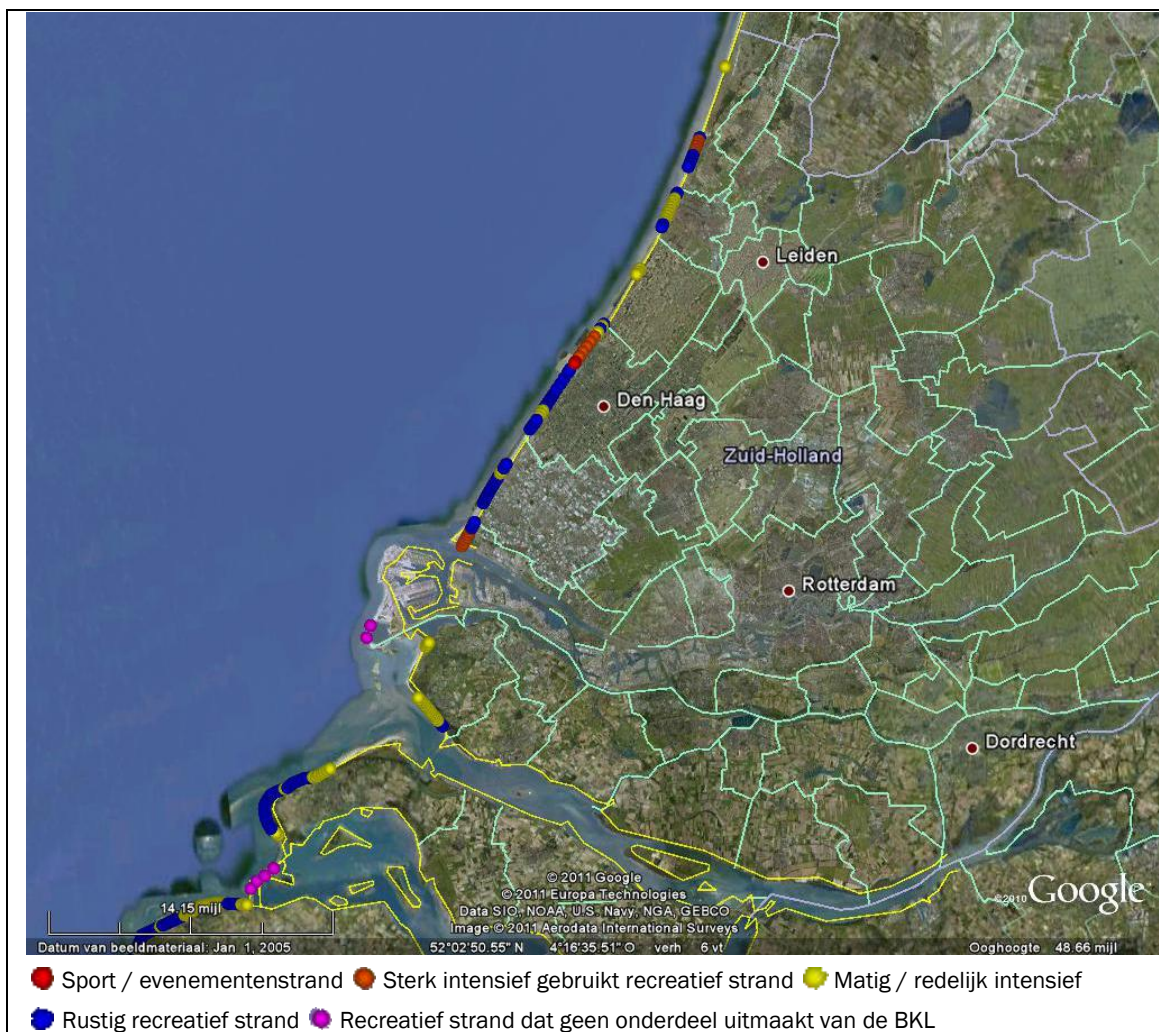 Leiden
Den Haag
Zuid-Holland
Rotterdam
Dordrecht
© 2011 Google
© 2011 Europa Technologies
Data SIO, NOAA, U.S. Navy, NGA, GEBCO
Image © 2011 Aerodata International Surveys
©2010 Google
14.15 mijl
Datum van beeldmateriaal: Jan 1, 2005 52°02'50.55" N 4°16'35.51" O verh 6 vt Ooghoogte 48.66 mijl
Sport / evenementenstrand Sterk intensief gebruikt recreatief strand Matig / redelijk intensief
Rustig recreatief strand Recreatief strand dat geen onderdeel uitmaakt van de BKL